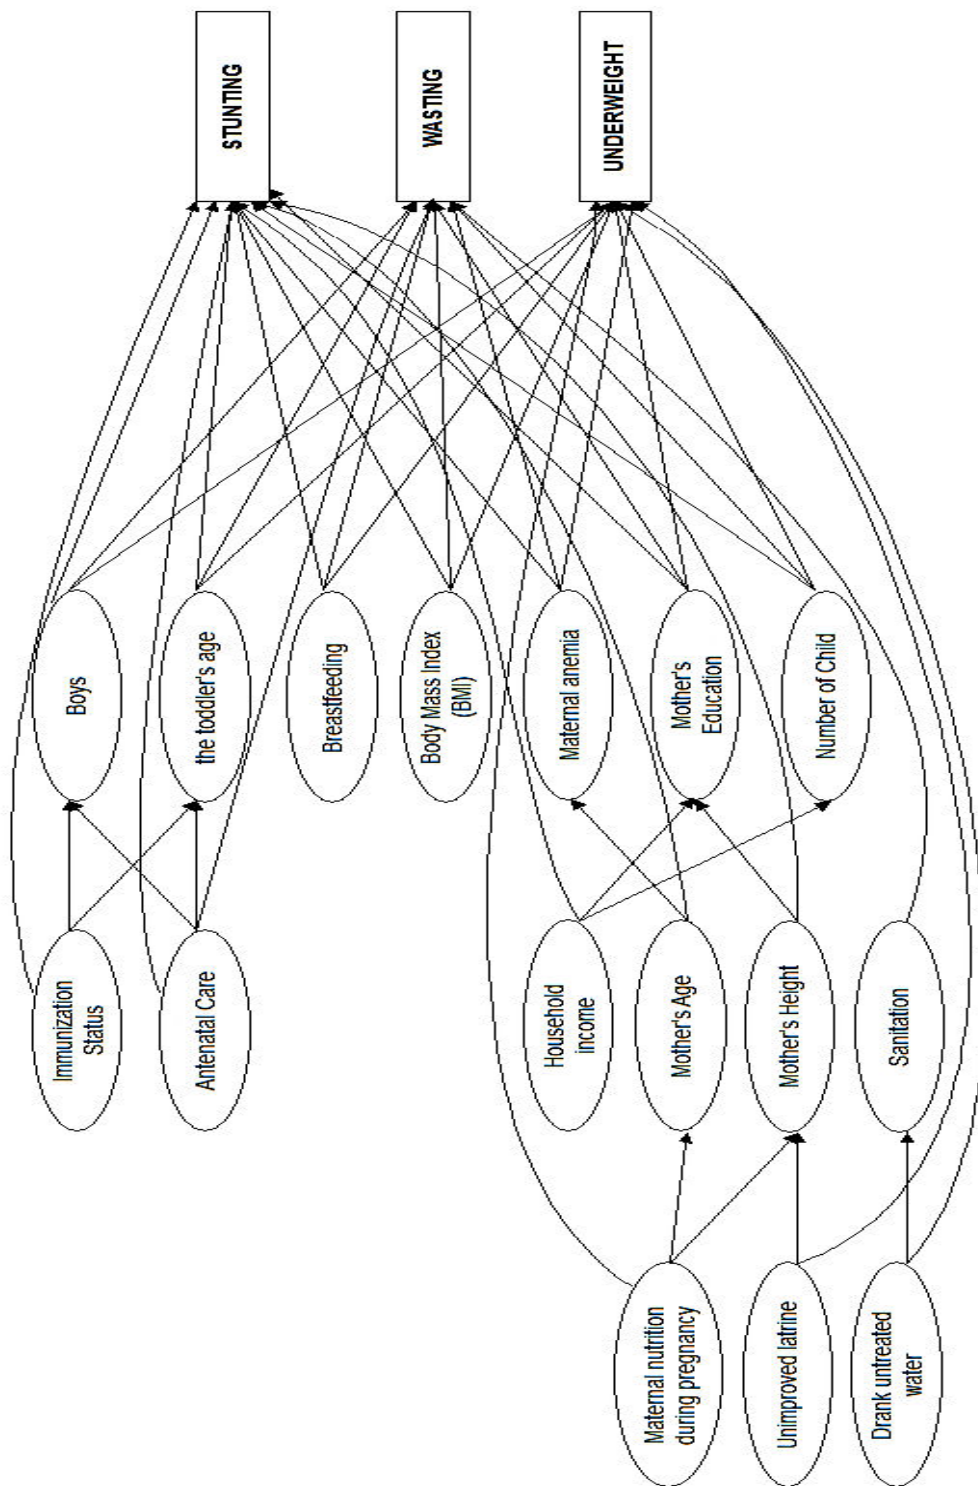 Maternal nutrition
during pregnancy
Unimproved latrine
Drank untreated
water
Immunization
Status
Antenatal Care
Household
income
Mother's Age
Mother's Height
Sanitation
Boys
the toodler's age
Breastfeeding
Body Mass Index
(BMI)
Maternal anemia
Mother's
Education
Number of Child
STUNTING
WASTING
UNDERWEIGHT